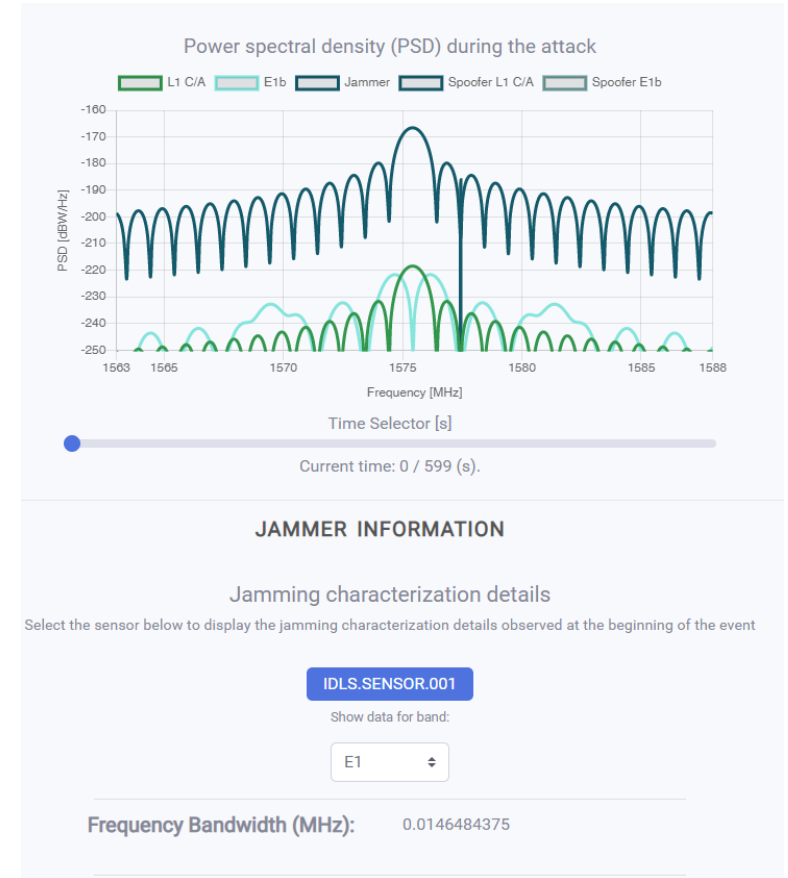 Power spectral density (PSD) during the attack
L1 C/A E1b Jammer Spoofer L1 C/A Spoofer E1b
-160
-170
-180
-190
-200
-210
-220
-230
-240
-250
PSD [dBW/Hz]
1563 1565 1570 1575 1580 1585 1588
Frequency [MHz]
Time Selector [s]
Current time: 0 / 599 (s).
JAMMER INFORMATION
Jamming characterization details
Select the sensor below to display the jamming characterization details observed at the beginning of the event
IDLS.SENSOR.001
Show data for band:
E1
Frequency Bandwidth (MHz): 0.0146484375